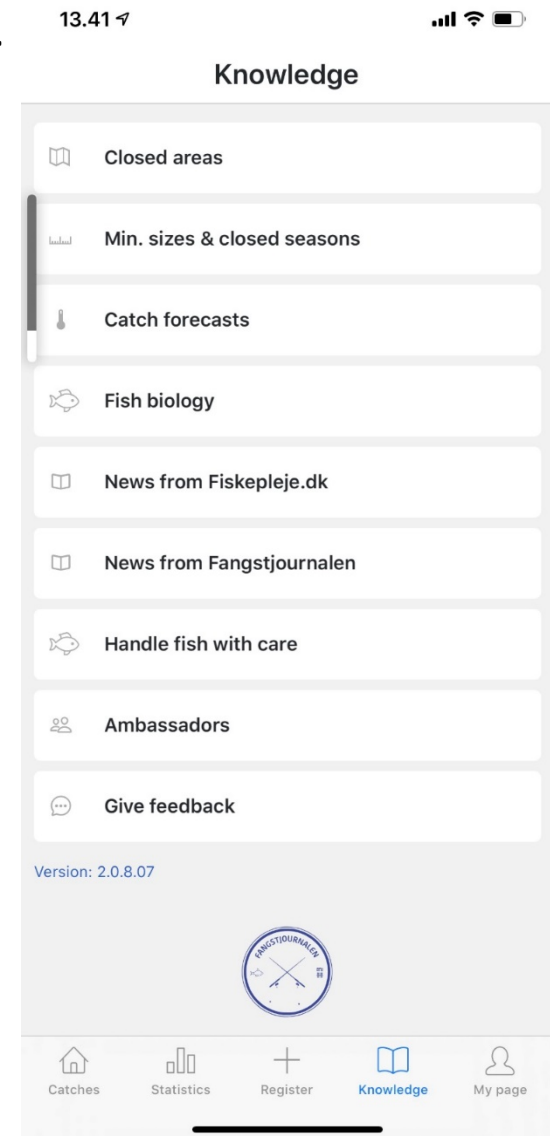 13.41
Knowledge
Closed areas
Min. sizes & closed seasons
Catch forecasts
Fish biology
News from Fiskepleje.dk
News from Fangstjournalen
Handle fish with care
Ambassadors
Give feedback
Version: 2.0.8.07
FANGSTJOURNALEN
Catches
Statistics
Register
Knowledge
My page